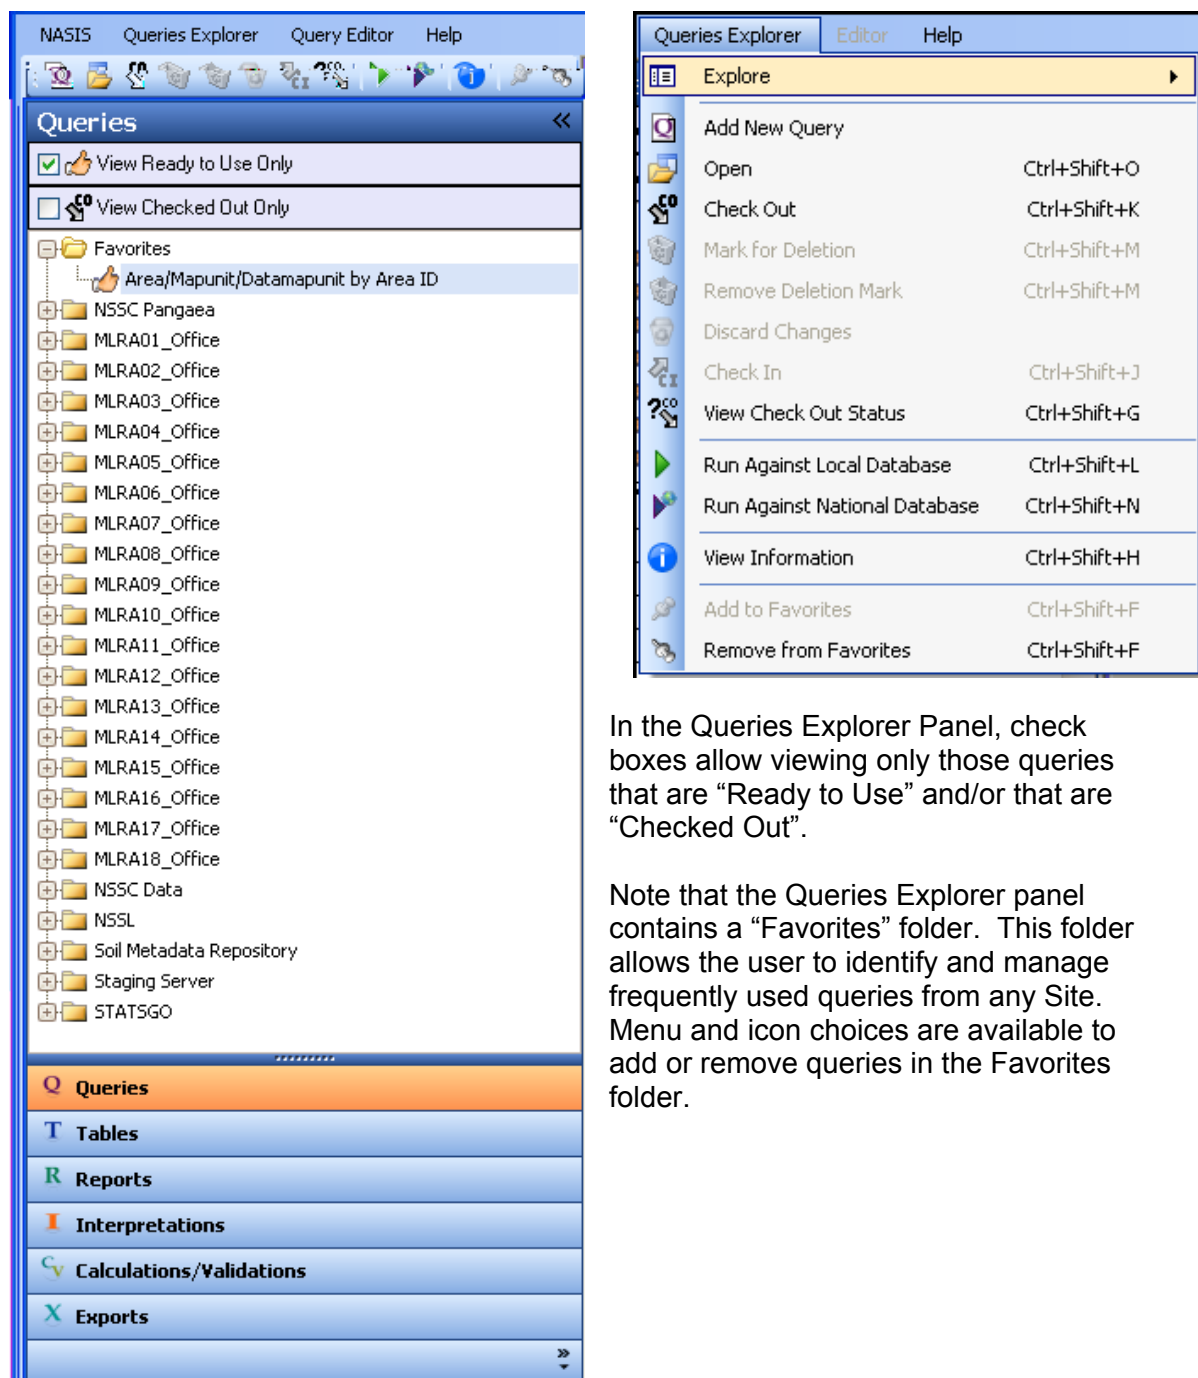 NASIS Queries Explorer Query Editor Help
Queries
View Ready to Use Only
View Checked Out Only
Favorites
Area/Mapunit/Datamapunit by Area ID
NSSC Pangaea
MLRA01_Office
MLRA02_Office
MLRA03_Office
MLRA04_Office
MLRA05_Office
MLRA06_Office
MLRA07_Office
MLRA08_Office
MLRA09_Office
MLRA10_Office
MLRA11_Office
MLRA12_Office
MLRA13_Office
MLRA14_Office
MLRA15_Office
MLRA16_Office
MLRA17_Office
MLRA18_Office
NSSC Data
NSSL
Soil Metadata Repository
Staging Server
STATSGO
Q Queries
T Tables
R Reports
I Interpretations
CV Calculations/Validations
X Exports
Queries Explorer Editor Help
Explore
Add New Query
Open Ctrl+Shift+O
Check Out Ctrl+Shift+K
Mark for Deletion Ctrl+Shift+M
Remove Deletion Mark Ctrl+Shift+M
Discard Changes
Check In Ctrl+Shift+J
View Check Out Status Ctrl+Shift+G
Run Against Local Database Ctrl+Shift+L
Run Against National Database Ctrl+Shift+N
View Information Ctrl+Shift+H
Add to Favorites Ctrl+Shift+F
Remove from Favorites Ctrl+Shift+F
In the Queries Explorer Panel, check
boxes allow viewing only those queries
that are “Ready to Use” and/or that are
“Checked Out”.
Note that the Queries Explorer panel
contains a “Favorites” folder.  This folder
allows the user to identify and manage
frequently used queries from any Site.
Menu and icon choices are available to
add or remove queries in the Favorites
folder.